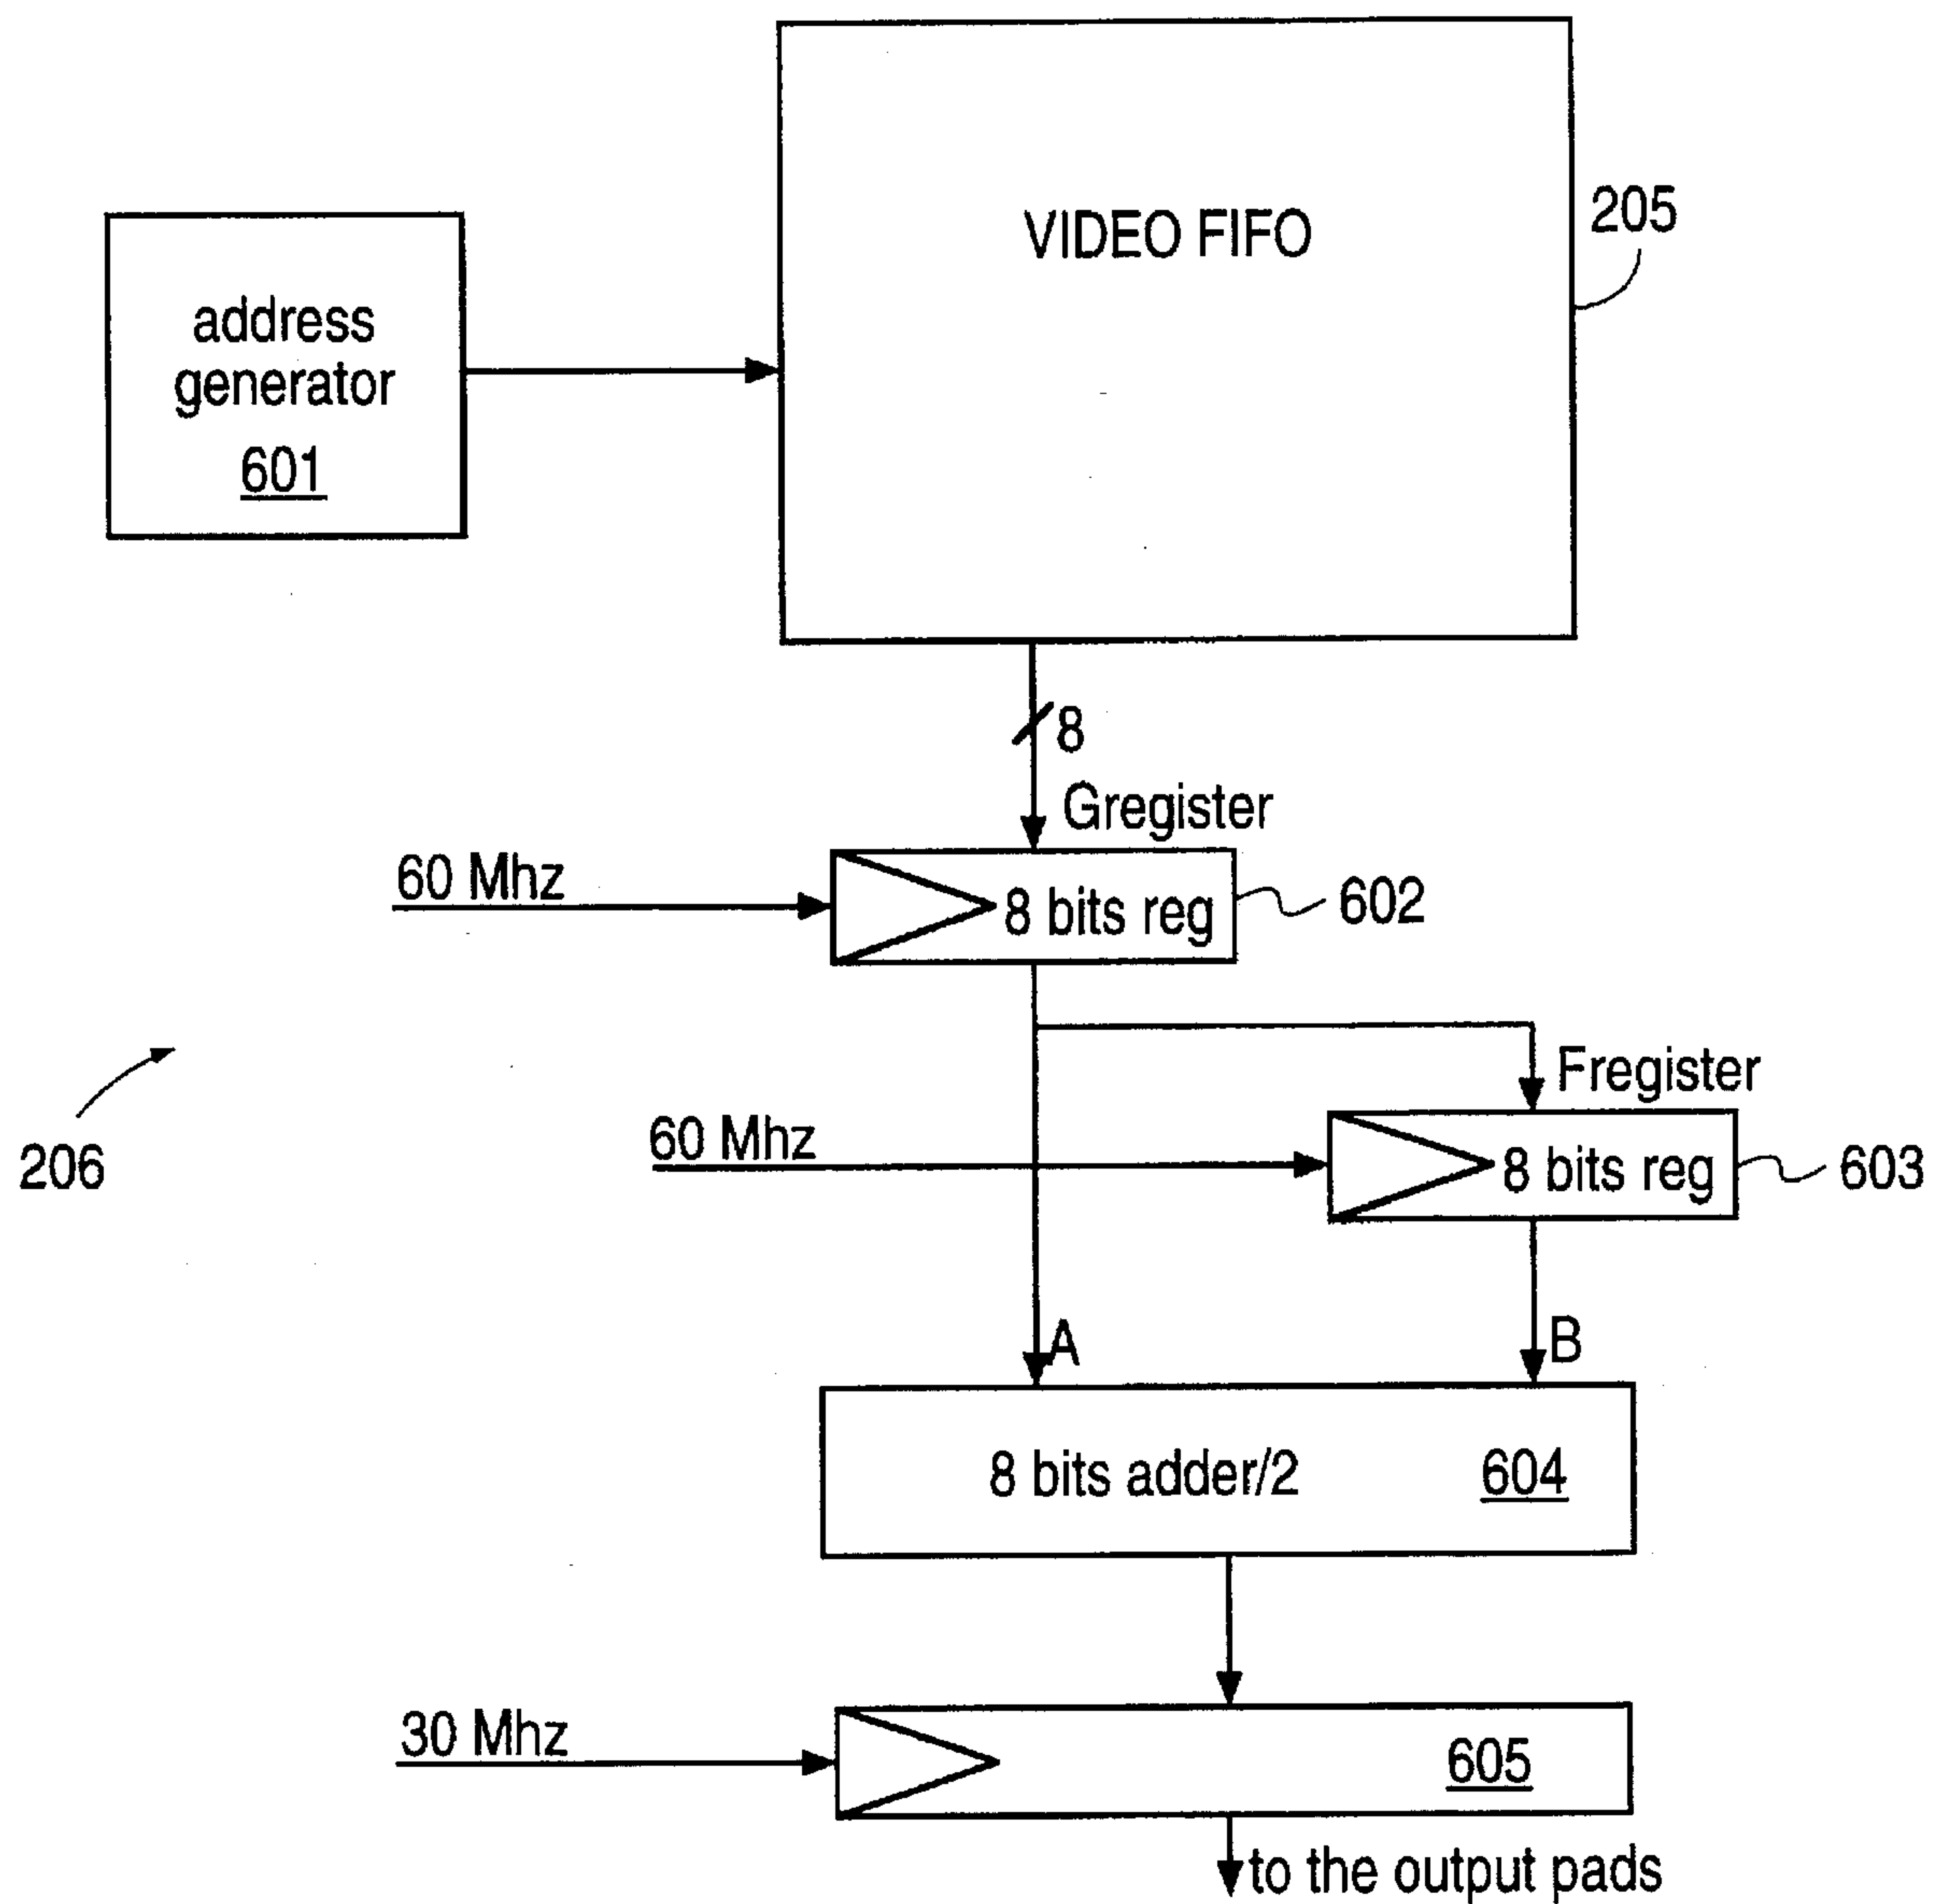 VIDEO FIFO
205
address
generator
601
8
Gregister
60 Mhz
8 bits reg
602
Fregister
60 Mhz
8 bits reg
603
206
A
B
8 bits adder/2
604
30 Mhz
605
to the output pads